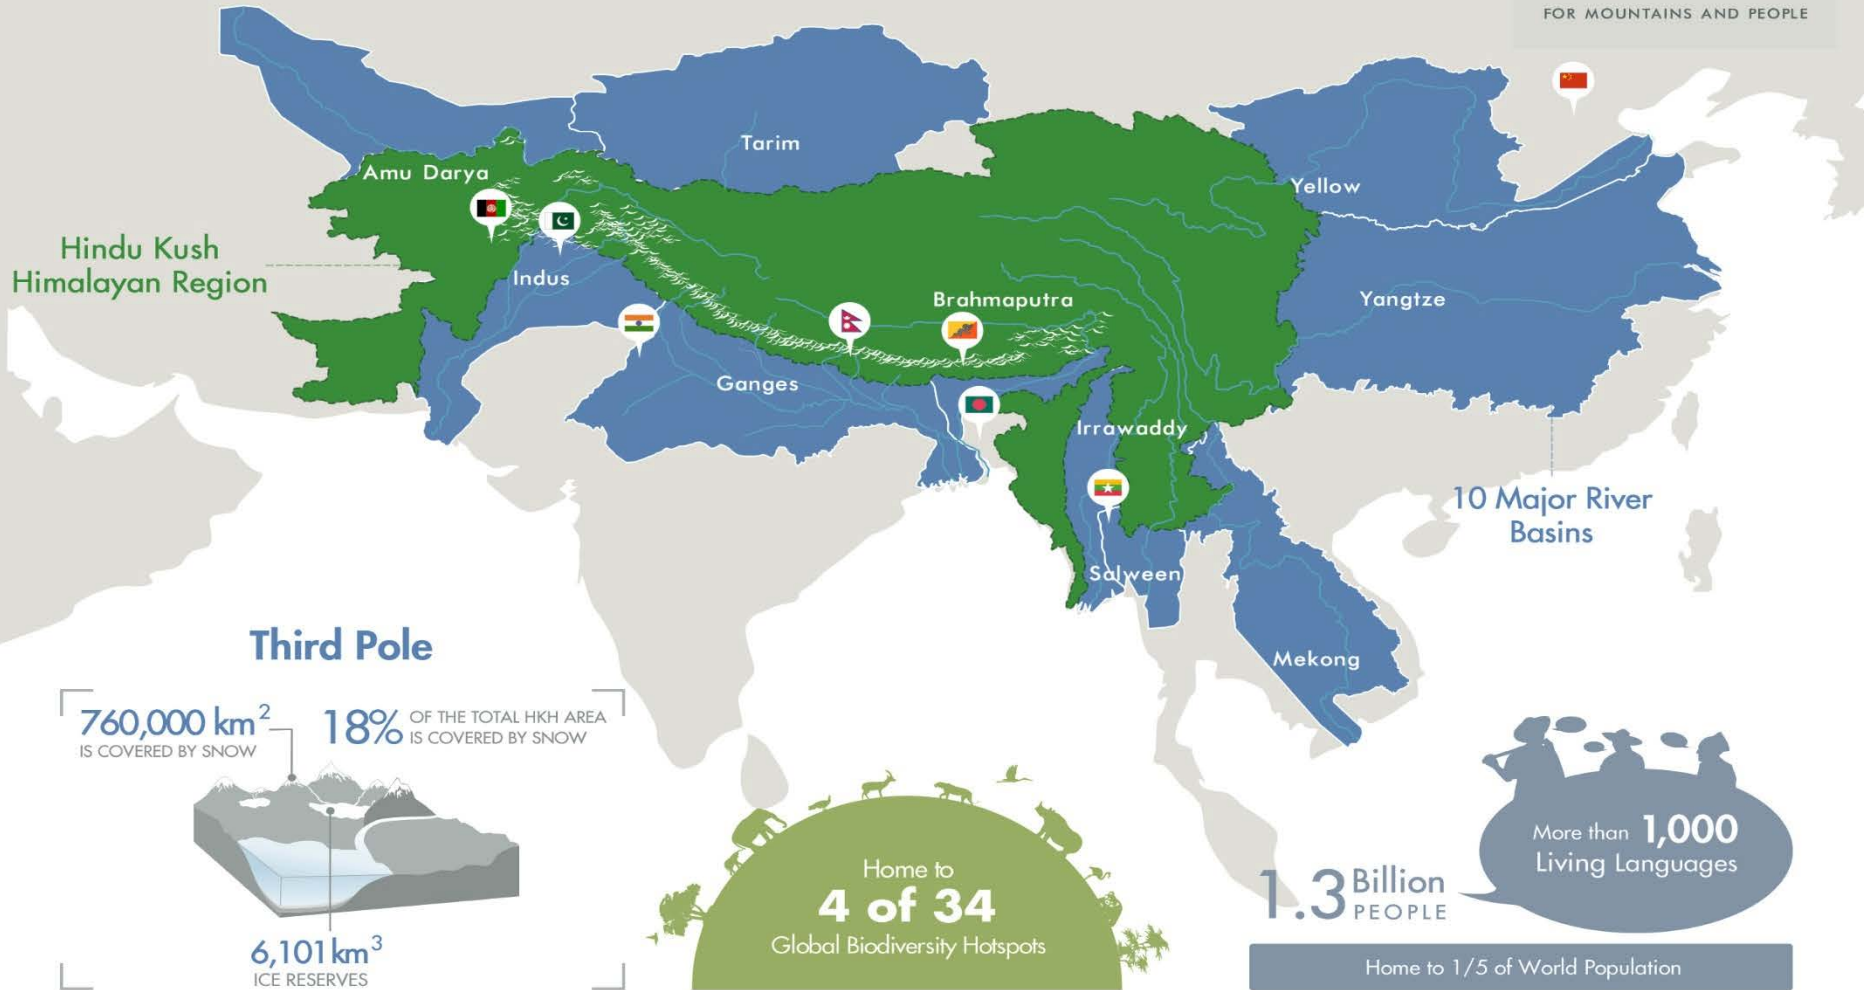 FOR MOUNTAINS AND PEOPLE
Tarim
Amu Darya
Yellow
Hindu Kush
Himalayan Region
Indus
Brahmaputra
Yangtze
Ganges
Irrawaddy
10 Major River
Basins
Salween
Mekong
Third Pole
760,000 km²
IS COVERED BY SNOW
18% OF THE TOTAL HKH AREA
IS COVERED BY SNOW
6,101 km³
ICE RESERVES
Home to
4 of 34
Global Biodiversity Hotspots
More than 1,000
Living Languages
1.3 Billion
PEOPLE
Home to 1/5 of World Population